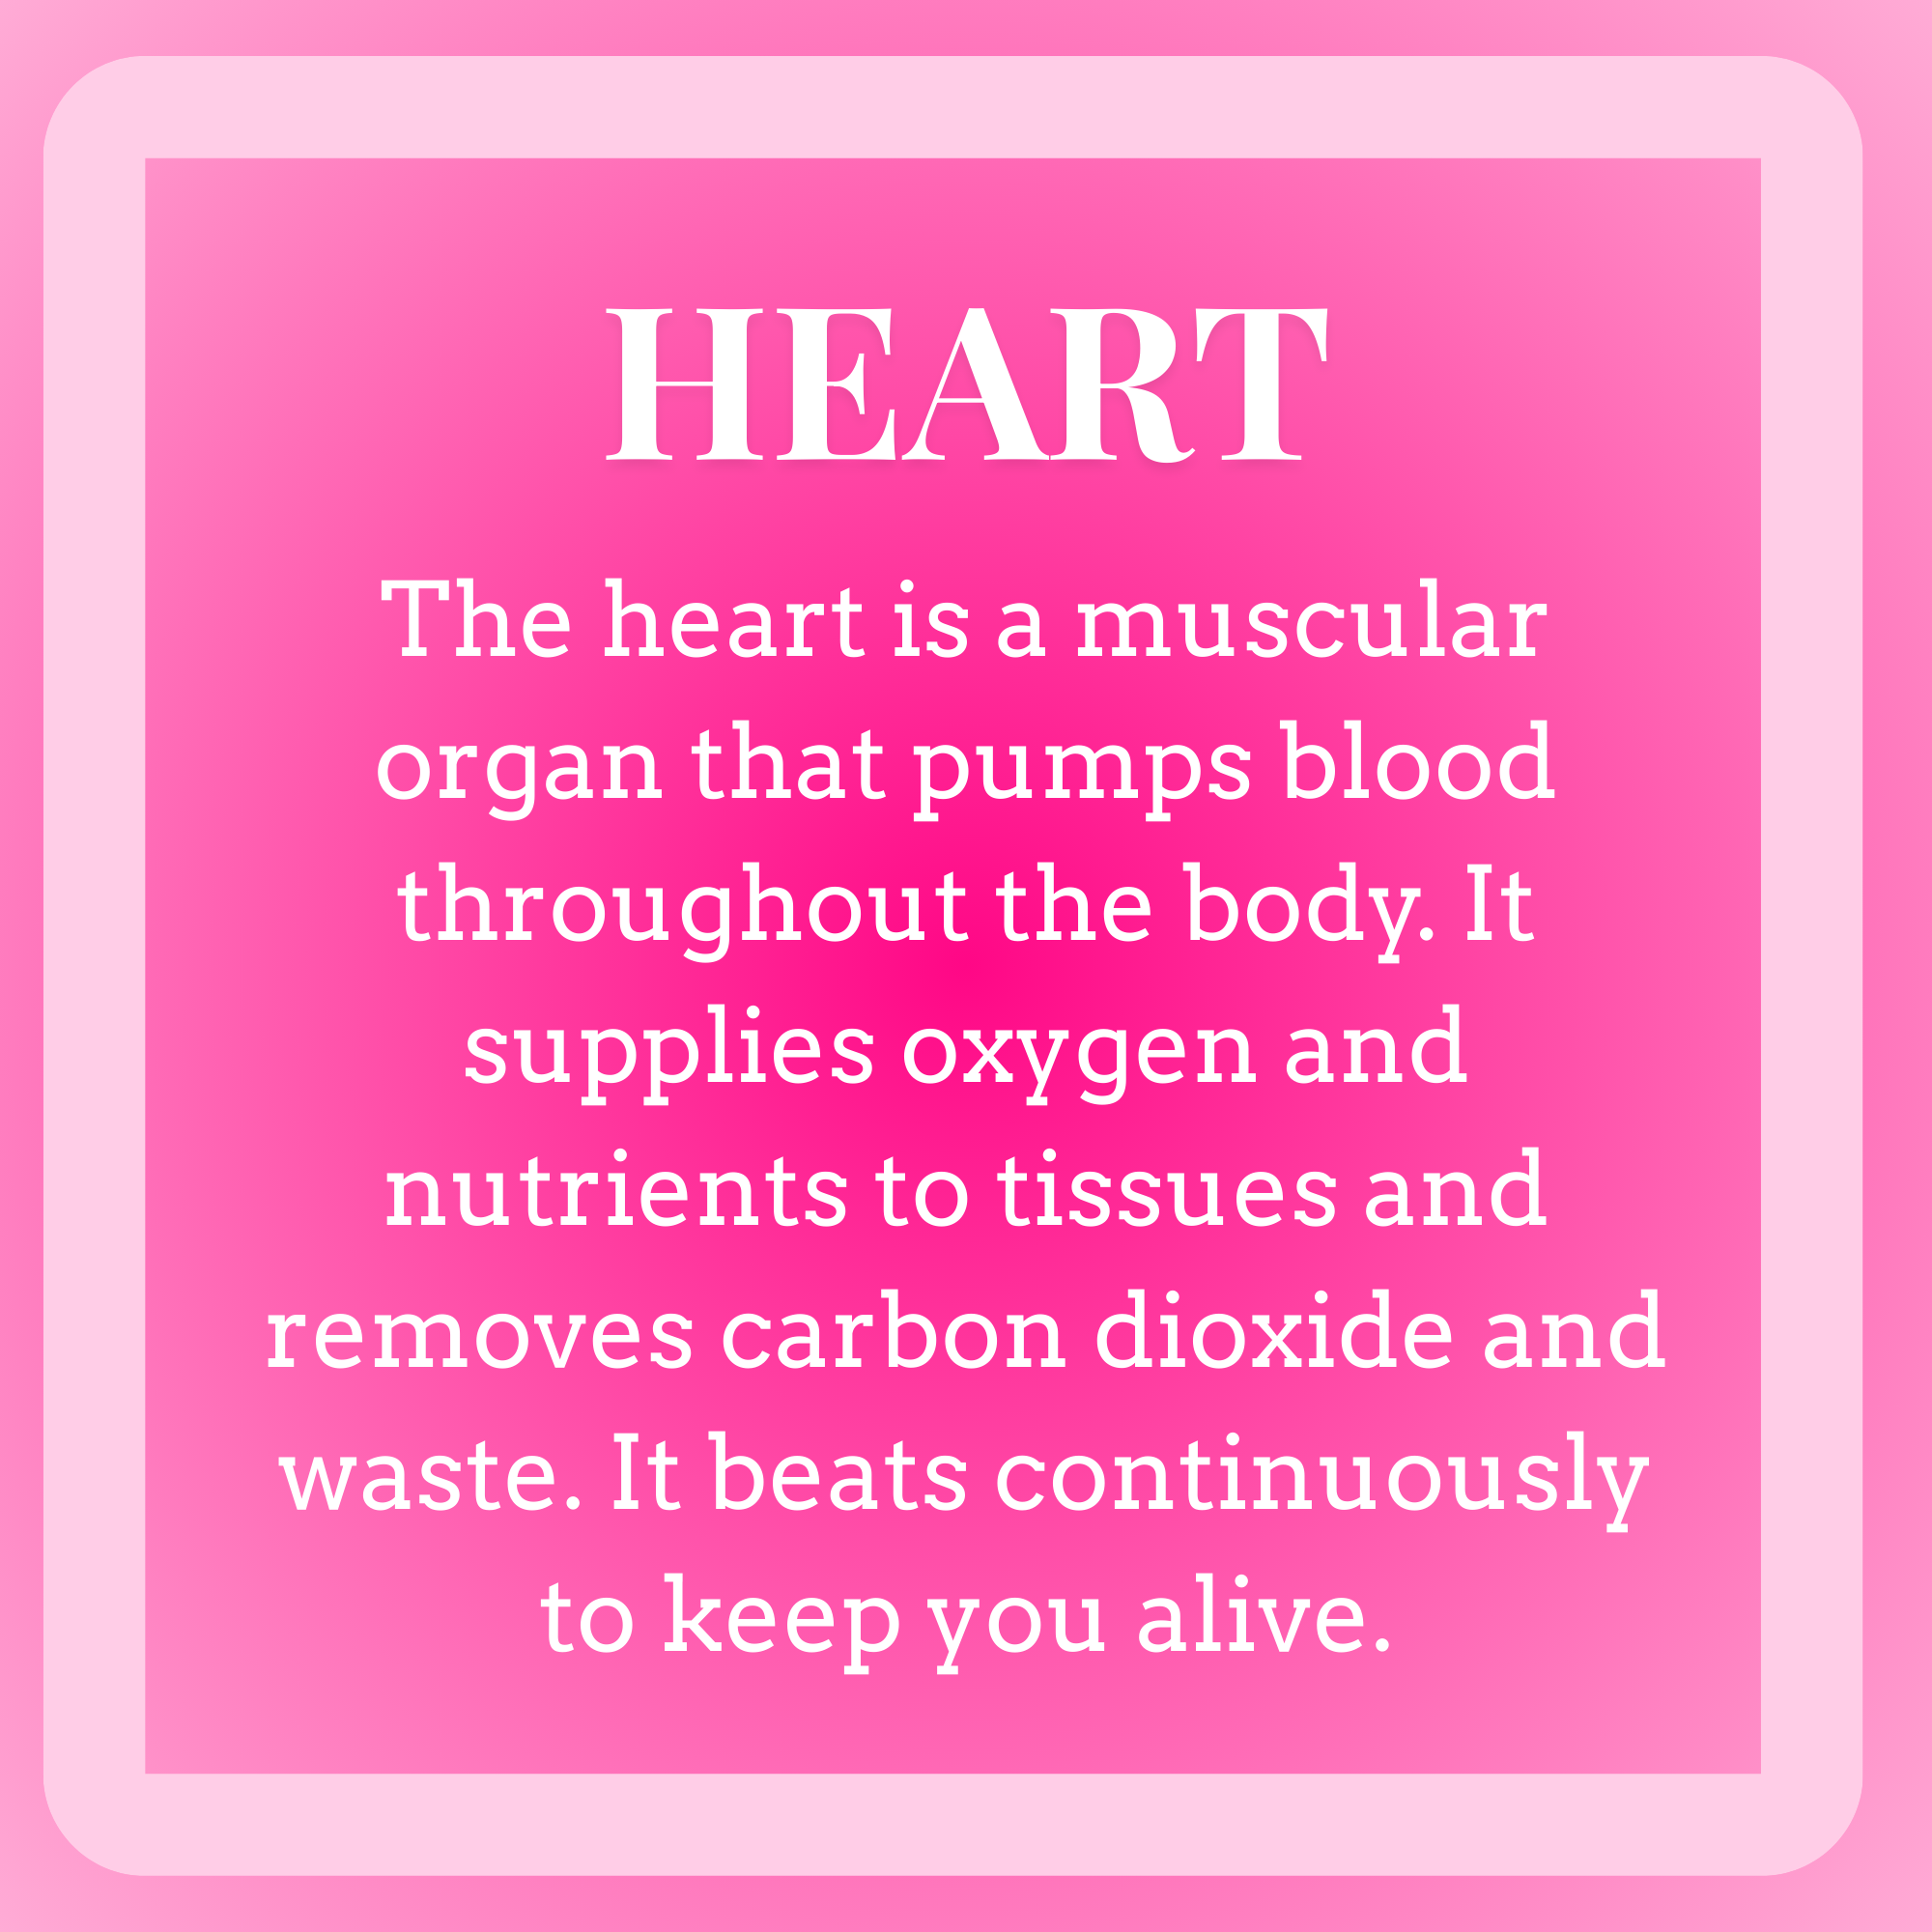 HEART
The heart is a muscular
organ that pumps blood
throughout the body. It
supplies oxygen and
nutrients to tissues and
removes carbon dioxide and
waste. It beats continuously
to keep you alive.